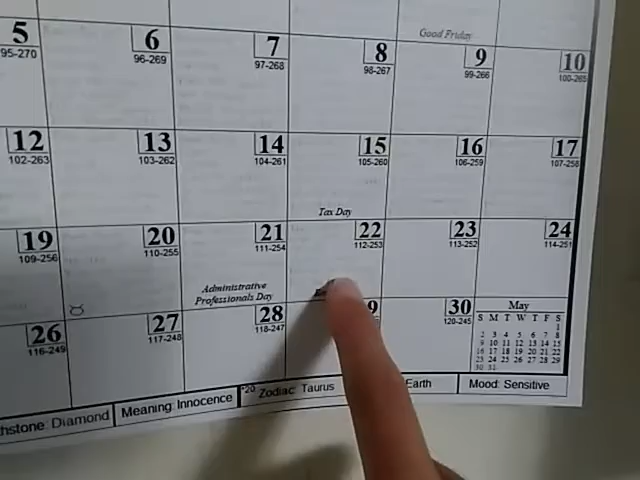 Good Friday
5 6 7 8 9 10
95-270 96-269 97-268 98-267 99-266 100-265
12 13 14 15 16 17
102-263 103-262 104-261 105-260 106-259 107-258
Tax Day
19 20 21 22 23 24
109-256 110-255 111-254 112-253 113-252 114-251
Administrative
Professionals Day
26 27 28 9 30
116-249 117-248 118-247 120-245
May
S M T W T F S
1
2 3 4 5 6 7 8
9 10 11 12 13 14 15
16 17 18 19 20 21 22
23 24 25 26 27 28 29
30 31
hstone: Diamond Meaning: Innocence *20 Zodiac: Taurus Earth Mood: Sensitive